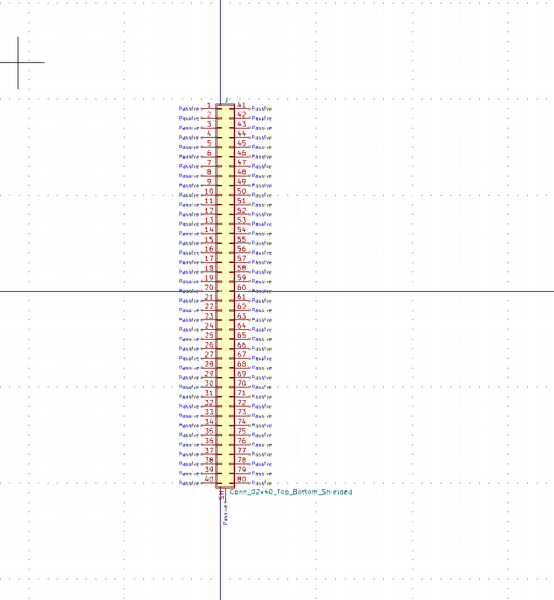 J
Passive 1 41 Passive
Passive 2 42 Passive
Passive 3 43 Passive
Passive 4 44 Passive
Passive 5 45 Passive
Passive 6 46 Passive
Passive 7 47 Passive
Passive 8 48 Passive
Passive 9 49 Passive
Passive 10 50 Passive
Passive 11 51 Passive
Passive 12 52 Passive
Passive 13 53 Passive
Passive 14 54 Passive
Passive 15 55 Passive
Passive 16 56 Passive
Passive 17 57 Passive
Passive 18 58 Passive
Passive 19 59 Passive
Passive 20 60 Passive
Passive 21 61 Passive
Passive 22 62 Passive
Passive 23 63 Passive
Passive 24 64 Passive
Passive 25 65 Passive
Passive 26 66 Passive
Passive 27 67 Passive
Passive 28 68 Passive
Passive 29 69 Passive
Passive 30 70 Passive
Passive 31 71 Passive
Passive 32 72 Passive
Passive 33 73 Passive
Passive 34 74 Passive
Passive 35 75 Passive
Passive 36 76 Passive
Passive 37 77 Passive
Passive 38 78 Passive
Passive 39 79 Passive
Passive 40 80 Passive
SH Conn_02x40_Top_Bottom_Shielded
Passive